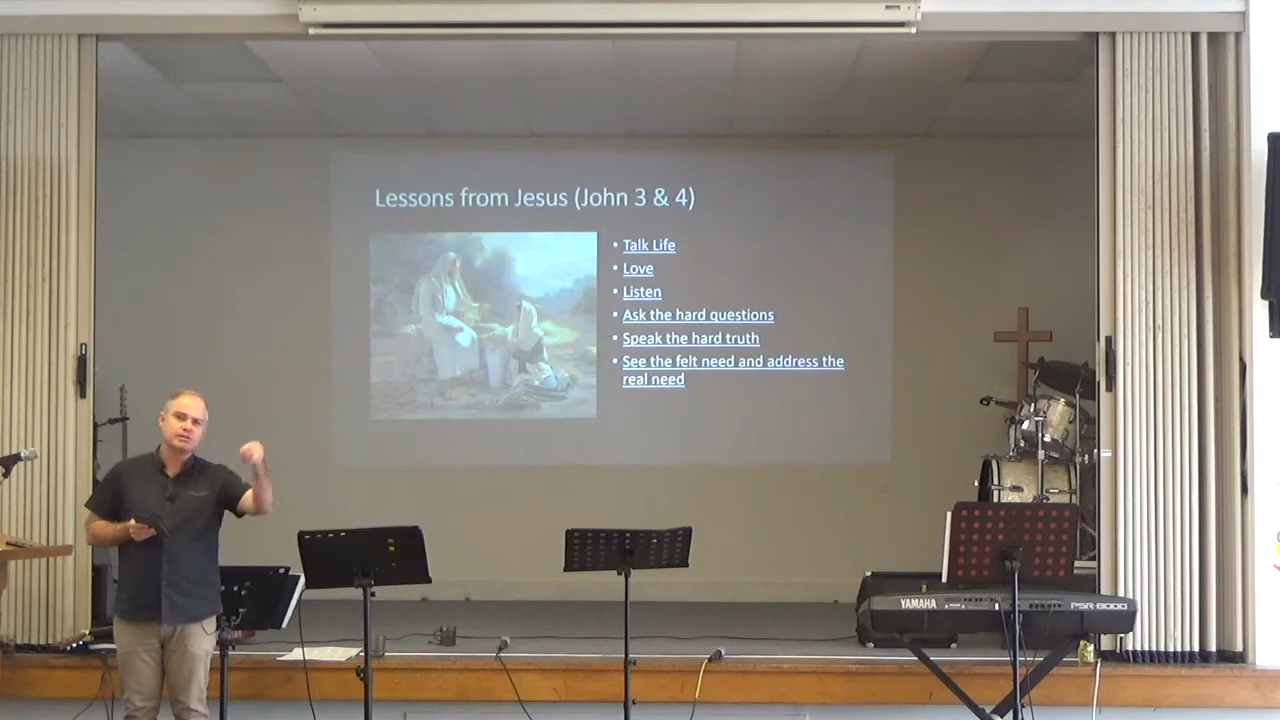 Lessons from Jesus (John 3 & 4)
• Talk Life
• Love
• Listen
• Ask the hard questions
• Speak the hard truth
• See the felt need and address the
real need
YAMAHA
PSR-8000